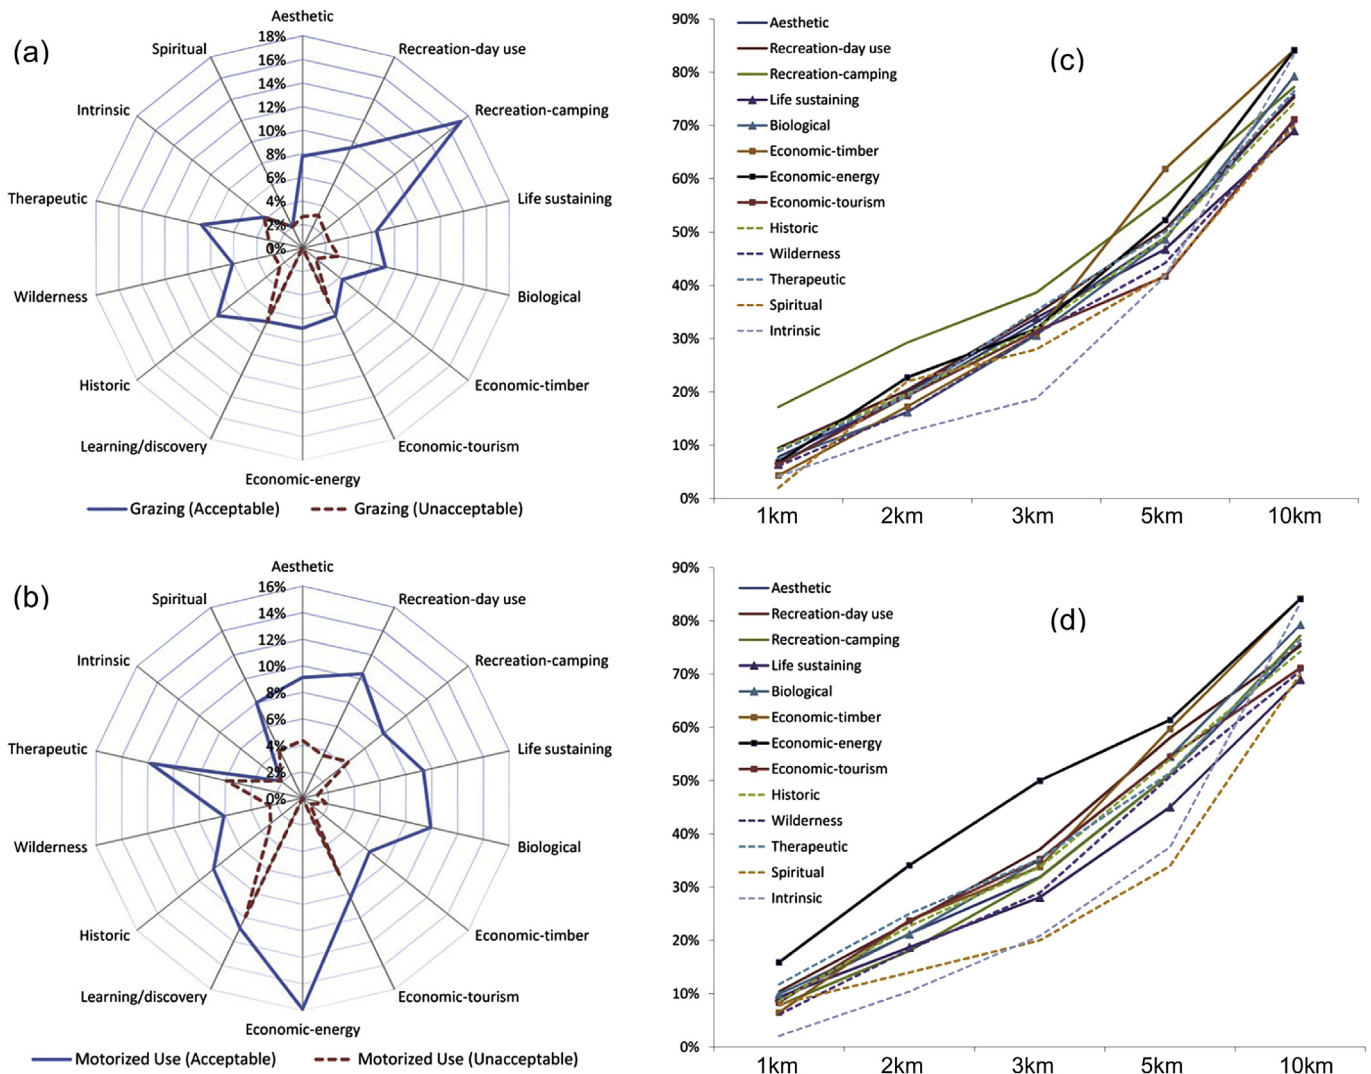 (a)
Aesthetic
Spiritual
Recreation-day use
Intrinsic
Recreation-camping
Therapeutic
Life sustaining
Wilderness
Biological
Historic
Economic-timber
Learning/discovery
Economic-tourism
Economic-energy
18%
16%
14%
12%
10%
8%
6%
4%
2%
0%
Grazing (Acceptable)
Grazing (Unacceptable)
(c)
90%
80%
70%
60%
50%
40%
30%
20%
10%
0%
Aesthetic
Recreation-day use
Recreation-camping
Life sustaining
Biological
Economic-timber
Economic-energy
Economic-tourism
Historic
Wilderness
Therapeutic
Spiritual
Intrinsic
1km 2km 3km 5km 10km
(b)
Aesthetic
Spiritual
Recreation-day use
Intrinsic
Recreation-camping
Therapeutic
Life sustaining
Wilderness
Biological
Historic
Economic-timber
Learning/discovery
Economic-tourism
Economic-energy
16%
14%
12%
10%
8%
6%
4%
2%
0%
Motorized Use (Acceptable)
Motorized Use (Unacceptable)
(d)
90%
80%
70%
60%
50%
40%
30%
20%
10%
0%
Aesthetic
Recreation-day use
Recreation-camping
Life sustaining
Biological
Economic-timber
Economic-energy
Economic-tourism
Historic
Wilderness
Therapeutic
Spiritual
Intrinsic
1km 2km 3km 5km 10km